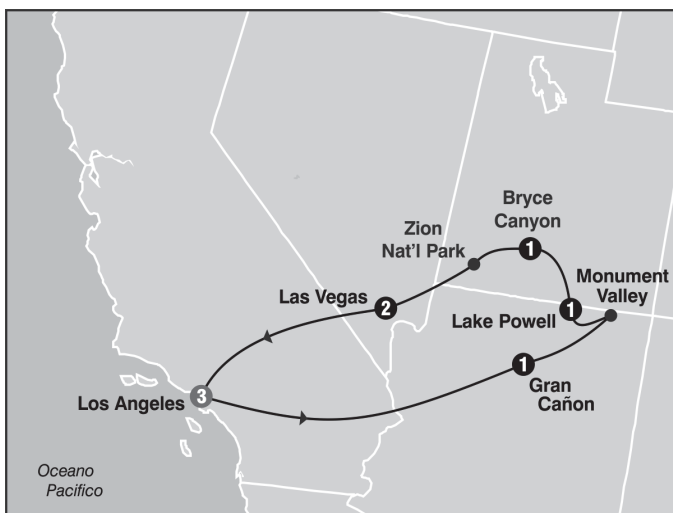 Bryce
Canyon
1
Zion
Nat'l Park
Monument
Valley
Las Vegas
2
Lake Powell
1
1
Gran
Cañon
Los Angeles
3
Oceano
Pacifico